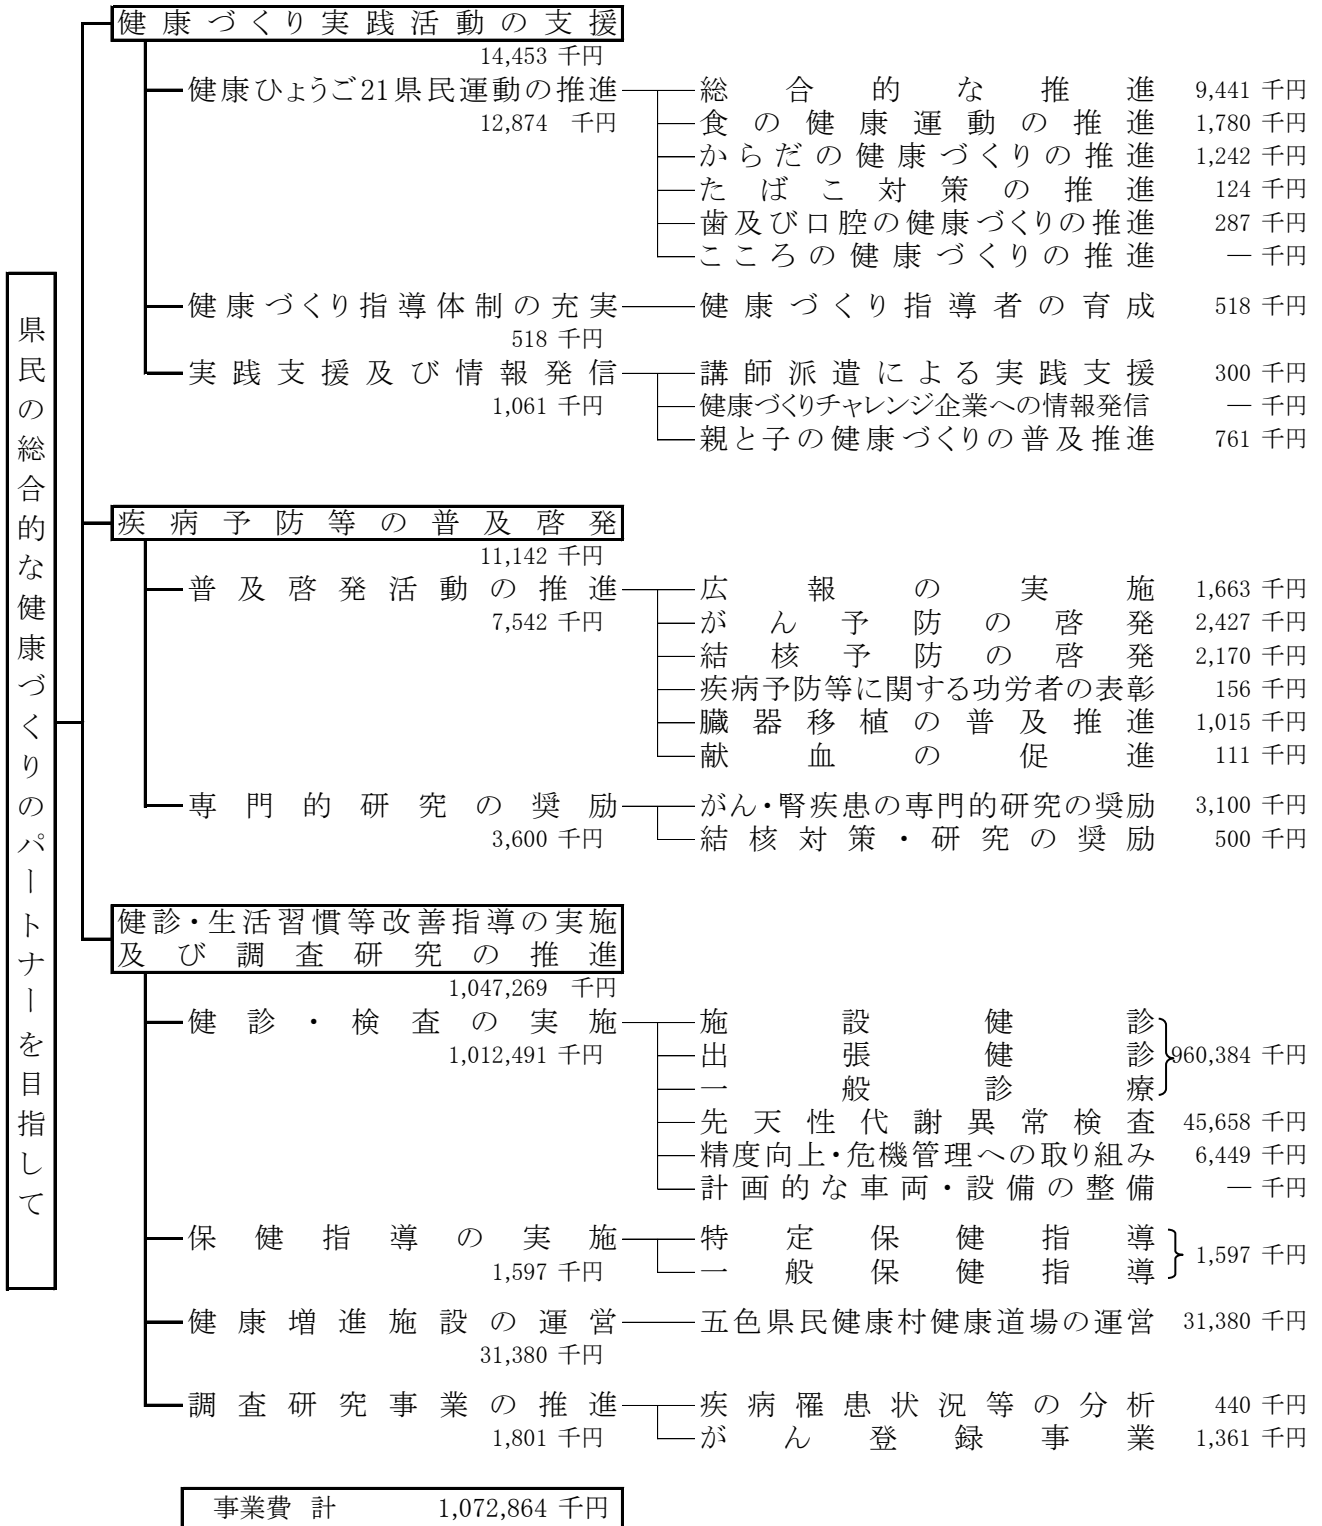 県民の総合的な健康づくりのパートナーを目指して
健康づくり実践活動の支援
14,453 千円
健康ひょうご21県民運動の推進
12,874 千円
総合的な推進 9,441 千円
食の健康運動の推進 1,780 千円
からだの健康づくりの推進 1,242 千円
たばこ対策の推進 124 千円
歯及び口腔の健康づくりの推進 287 千円
こころの健康づくりの推進 ― 千円
健康づくり指導体制の充実
518 千円
健康づくり指導者の育成 518 千円
実践支援及び情報発信
1,061 千円
講師派遣による実践支援 300 千円
健康づくりチャレンジ企業への情報発信 ― 千円
親と子の健康づくりの普及推進 761 千円
疾病予防等の普及啓発
11,142 千円
普及啓発活動の推進
7,542 千円
広報の実施 1,663 千円
がん予防の啓発 2,427 千円
結核予防の啓発 2,170 千円
疾病予防等に関する功労者の表彰 156 千円
臓器移植の普及推進 1,015 千円
献血の促進 111 千円
専門的研究の奨励
3,600 千円
がん・腎疾患の専門的研究の奨励 3,100 千円
結核対策・研究の奨励 500 千円
健診・生活習慣等改善指導の実施
及び調査研究の推進
1,047,269 千円
健診・検査の実施
1,012,491 千円
施設健診
出張健診 960,384 千円
一般診療
先天性代謝異常検査 45,658 千円
精度向上・危機管理への取り組み 6,449 千円
計画的な車両・設備の整備 ― 千円
保健指導の実施
1,597 千円
特定保健指導
一般保健指導
1,597 千円
健康増進施設の運営
31,380 千円
五色県民健康村健康道場の運営 31,380 千円
調査研究事業の推進
1,801 千円
疾病罹患状況等の分析 440 千円
がん登録事業 1,361 千円
事業費 計 1,072,864 千円